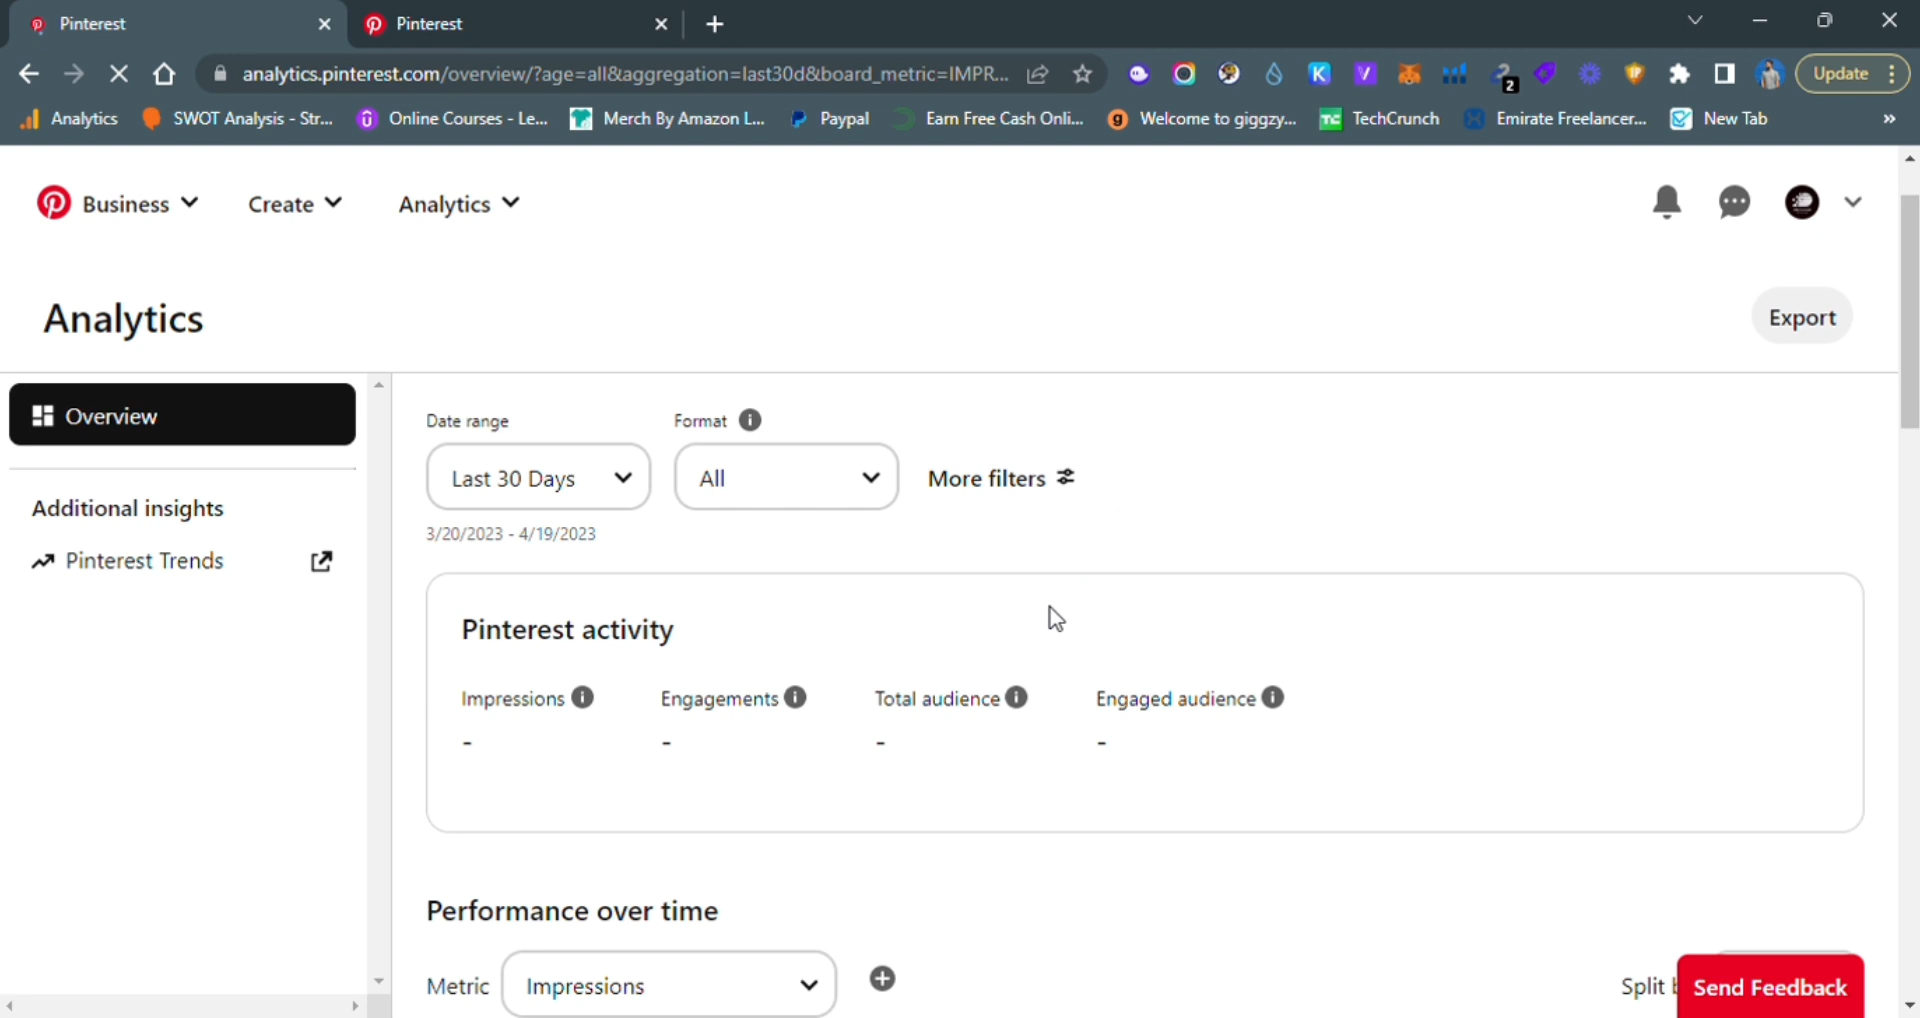 Pinterest
Pinterest
analytics.pinterest.com/overview/?age=all&aggregation=last30d&board_metric=IMPR...
2
Update
Analytics
SWOT Analysis - Str...
Online Courses - Le...
Merch By Amazon L...
Paypal
Earn Free Cash Onli...
Welcome to giggzy...
TechCrunch
Emirate Freelancer...
New Tab
»
Business
Create
Analytics
Analytics
Export
Overview
Additional insights
Pinterest Trends
Date range
Format
Last 30 Days
All
More filters
3/20/2023 - 4/19/2023
Pinterest activity
Impressions
Engagements
Total audience
Engaged audience
-
-
-
-
Performance over time
Metric
Impressions
Split
Send Feedback